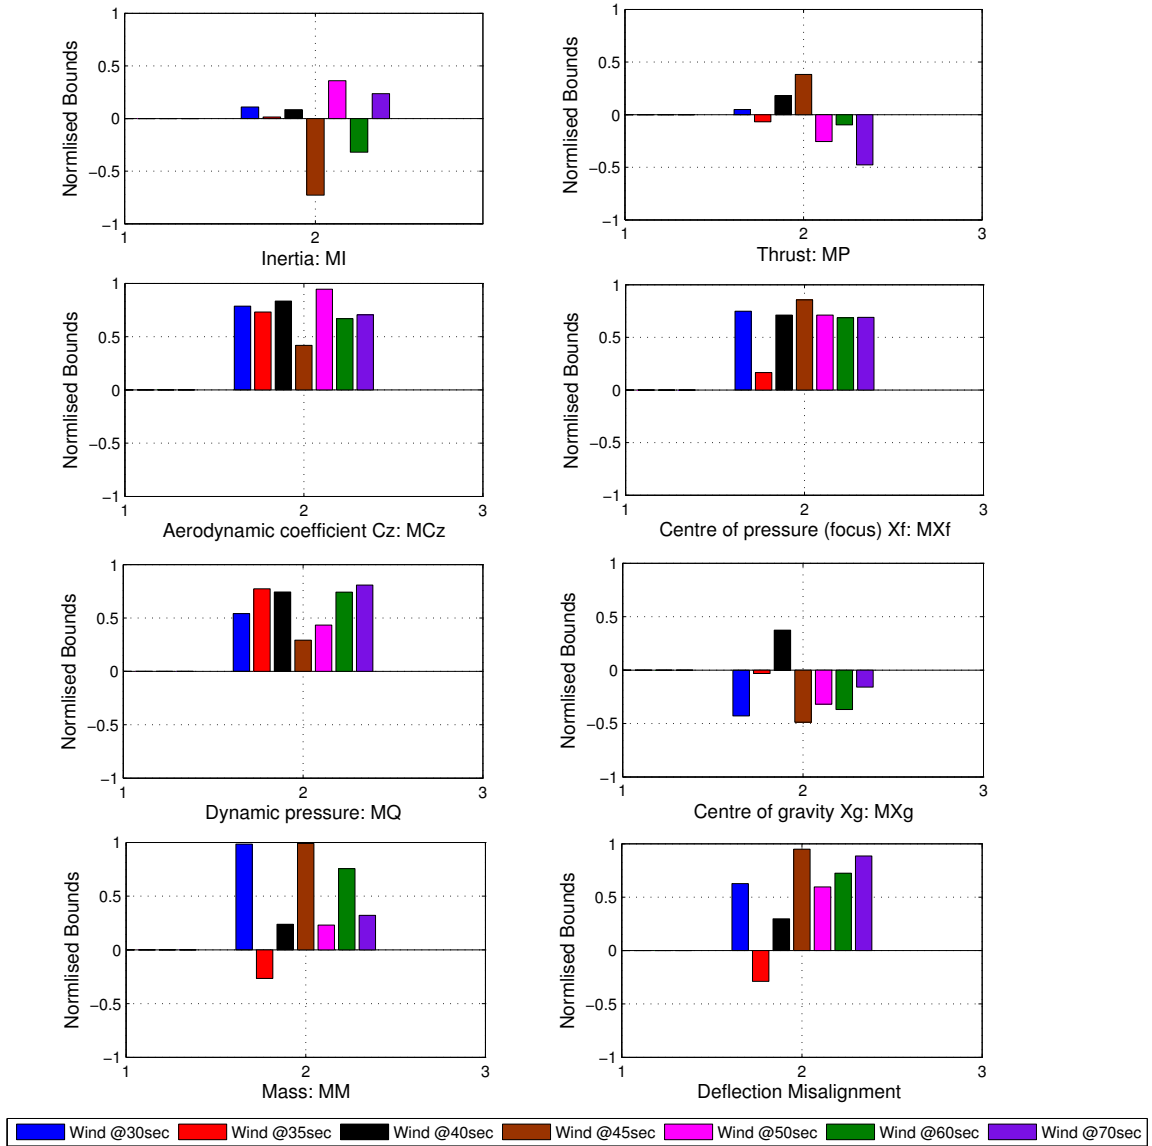 1
0.5
0
−0.5
−1
Normlised Bounds
1 2
Inertia: MI
1
0.5
0
−0.5
−1
Normlised Bounds
1 2 3
Thrust: MP
1
0.5
0
−0.5
−1
Normlised Bounds
1 2 3
Aerodynamic coefficient Cz: MCz
1
0.5
0
−0.5
−1
Normlised Bounds
1 2 3
Centre of pressure (focus) Xf: MXf
1
0.5
0
−0.5
−1
Normlised Bounds
1 2 3
Dynamic pressure: MQ
1
0.5
0
−0.5
−1
Normlised Bounds
1 2 3
Centre of gravity Xg: MXg
1
0.5
0
−0.5
−1
Normlised Bounds
1 2 3
Mass: MM
1
0.5
0
−0.5
−1
Normlised Bounds
1 2 3
Deflection Misalignment
Wind @30sec Wind @35sec Wind @40sec Wind @45sec Wind @50sec Wind @60sec Wind @70sec